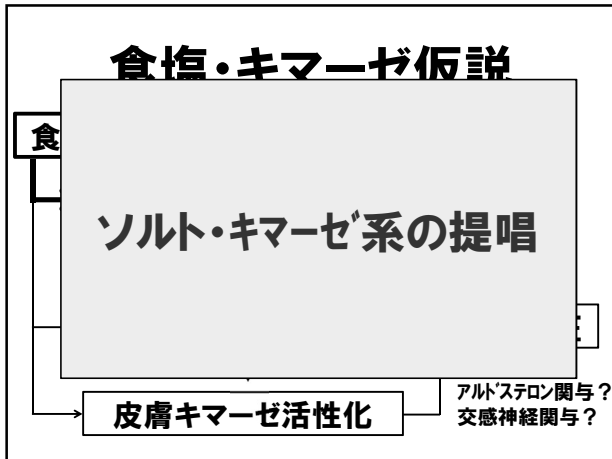 食塩・キマーゼ仮説
食
ソルト・キマーゼ系の提唱
アルドステロン関与？
皮膚キマーゼ活性化
交感神経関与？